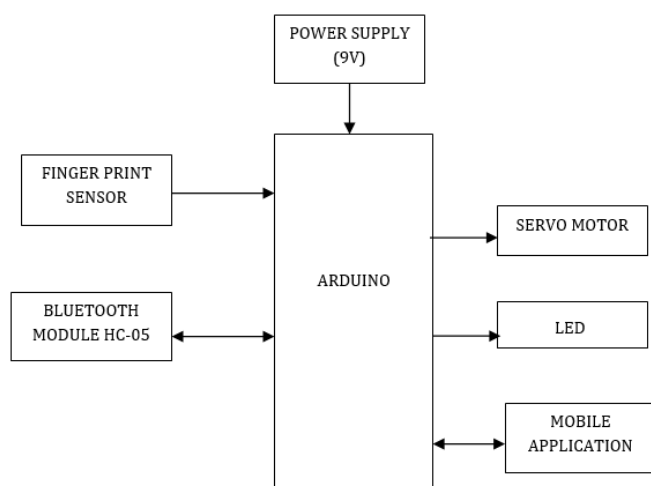 POWER SUPPLY
(9V)
FINGER PRINT
SENSOR
SERVO MOTOR
ARDUINO
BLUETOOTH
MODULE HC-05
LED
MOBILE
APPLICATION